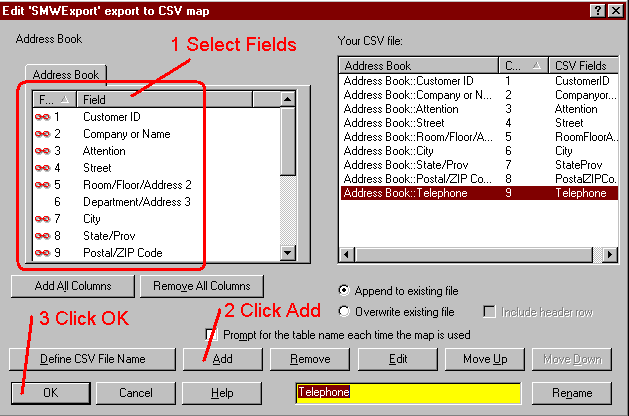 Edit 'SMWExport' export to CSV map
Address Book
1 Select Fields
Your CSV file:
Address Book
F... Field
1 Customer ID
2 Company or Name
3 Attention
4 Street
5 Room/Floor/Address 2
6 Department/Address 3
7 City
8 State/Prov
9 Postal/ZIP Code
Address Book C... CSV Fields
Address Book::Customer ID 1 CustomerID
Address Book::Company or N... 2 Companyor...
Address Book::Attention 3 Attention
Address Book::Street 4 Street
Address Book::Room/Floor/A... 5 RoomFloorA...
Address Book::City 6 City
Address Book::State/Prov 7 StateProv
Address Book::Postal/ZIP Co... 8 PostalZIPCo...
Address Book::Telephone 9 Telephone
Add All Columns Remove All Columns
Append to existing file
Overwrite existing file Include header row
3 Click OK
2 Click Add
Prompt for the table name each time the map is used
Define CSV File Name Add Remove Edit Move Up Move Down
OK Cancel Help Telephone Rename